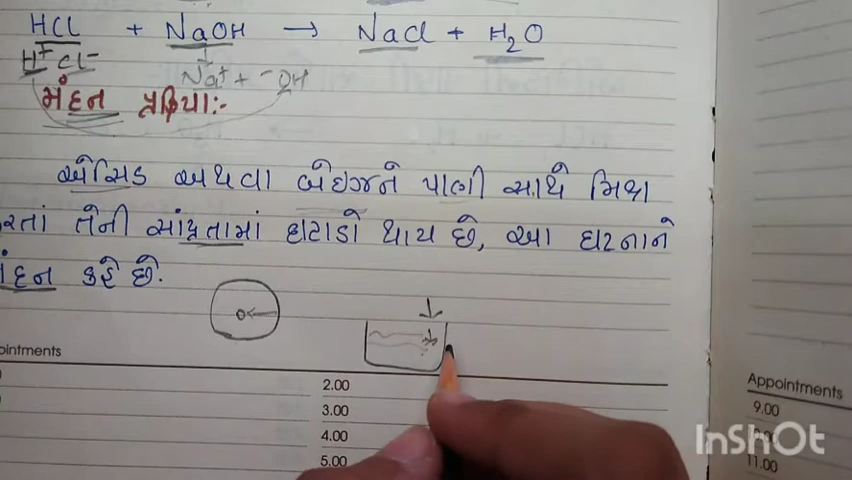 HCl + NaOH → NaCl + H₂O
H⁺ Cl⁻ Na⁺ + ⁻OH
મંદન પ્રક્રિયા:-
એસિડ અથવા બેઇઝને પાણી સાથે મિશ્ર
કરતાં તેની સાંદ્રતામાં ઘટાડો થાય છે, આ ઘટનાને
મંદન કહે છે.
ointments
2.00
3.00
4.00
5.00
Appointments
9.00
11.00
InShOt